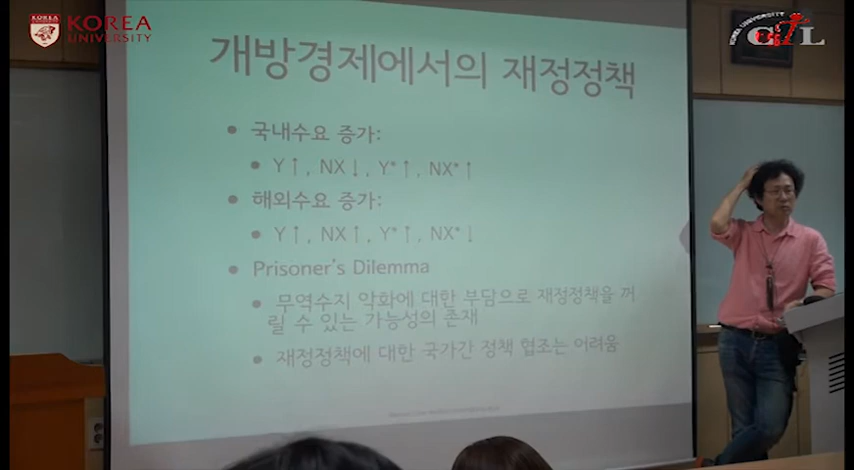 KOREA
UNIVERSITY
KOREA UNIVERSITY
CTL
개방경제에서의 재정정책
• 국내수요 증가:
• Y↑, NX↓, Y*↑, NX*↑
• 해외수요 증가:
• Y↑, NX↑, Y*↑, NX*↓
• Prisoner's Dilemma
• 무역수지 악화에 대한 부담으로 재정정책을 꺼
릴 수 있는 가능성의 존재
• 재정정책에 대한 국가간 정책 협조는 어려움